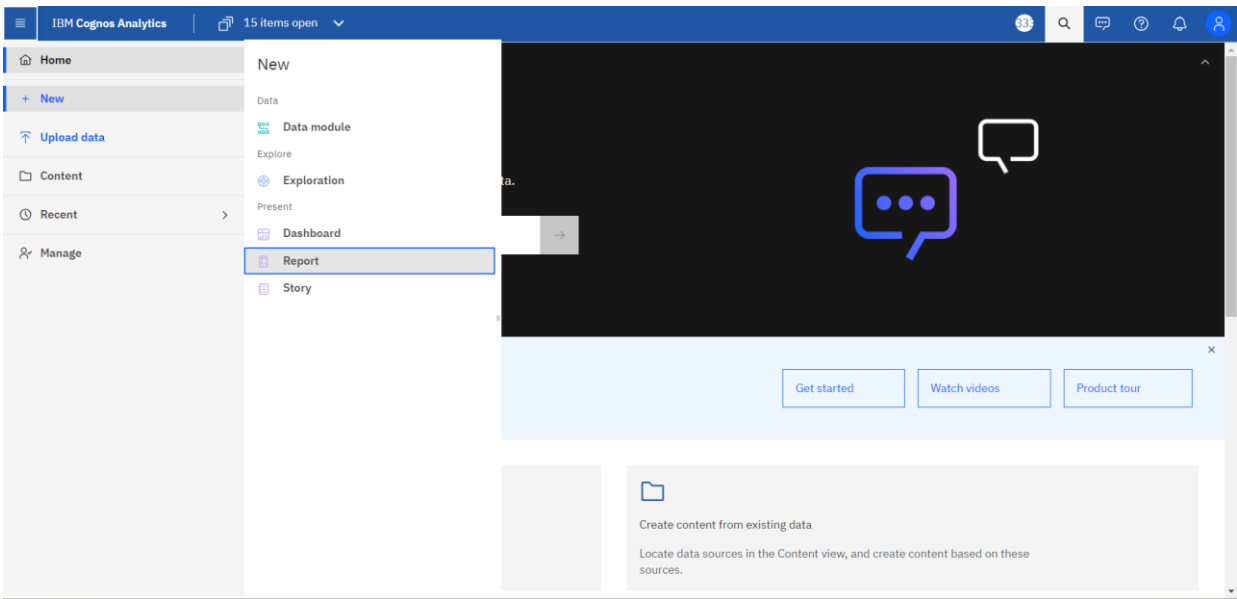 IBM Cognos Analytics
15 items open
333
Home
New
Upload data
Content
Recent
Manage
New
Data
Data module
Explore
Exploration
Present
Dashboard
Report
Story
ta.
Get started
Watch videos
Product tour
Create content from existing data
Locate data sources in the Content view, and create content based on these
sources.